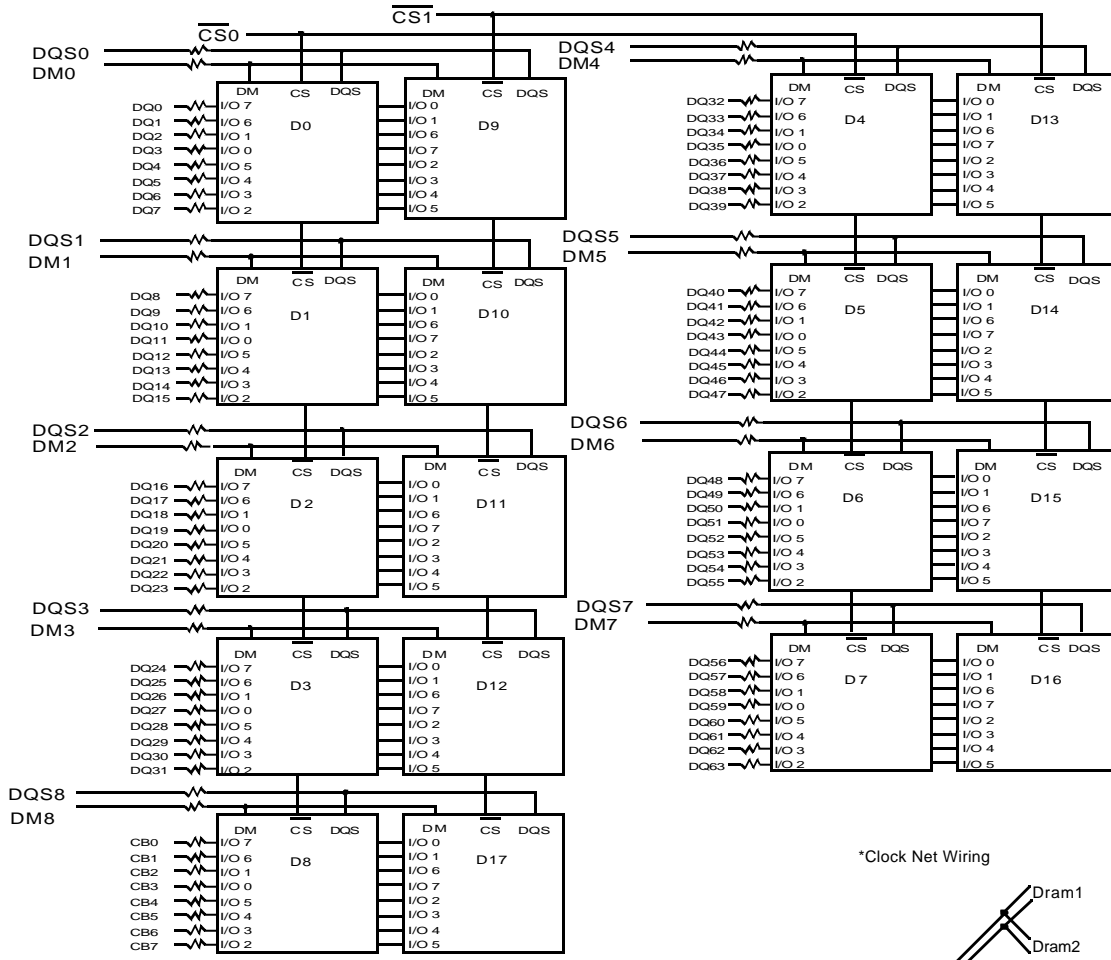 CS1
CS0
DQS0
DM0
DM CS DQS
DM CS DQS
DQ0 I/O 7
DQ1 I/O 6
DQ2 I/O 1
DQ3 I/O 0
DQ4 I/O 5
DQ5 I/O 4
DQ6 I/O 3
DQ7 I/O 2
D0
I/O 0
I/O 1
I/O 6
I/O 7
I/O 2
I/O 3
I/O 4
I/O 5
D9
DQS1
DM1
DM CS DQS
DM CS DQS
DQ8 I/O 7
DQ9 I/O 6
DQ10 I/O 1
DQ11 I/O 0
DQ12 I/O 5
DQ13 I/O 4
DQ14 I/O 3
DQ15 I/O 2
D1
I/O 0
I/O 1
I/O 6
I/O 7
I/O 2
I/O 3
I/O 4
I/O 5
D10
DQS2
DM2
DM CS DQS
DM CS DQS
DQ16 I/O 7
DQ17 I/O 6
DQ18 I/O 1
DQ19 I/O 0
DQ20 I/O 5
DQ21 I/O 4
DQ22 I/O 3
DQ23 I/O 2
D2
I/O 0
I/O 1
I/O 6
I/O 7
I/O 2
I/O 3
I/O 4
I/O 5
D11
DQS3
DM3
DM CS DQS
DM CS DQS
DQ24 I/O 7
DQ25 I/O 6
DQ26 I/O 1
DQ27 I/O 0
DQ28 I/O 5
DQ29 I/O 4
DQ30 I/O 3
DQ31 I/O 2
D3
I/O 0
I/O 1
I/O 6
I/O 7
I/O 2
I/O 3
I/O 4
I/O 5
D12
DQS8
DM8
DM CS DQS
DM CS DQS
CB0 I/O 7
CB1 I/O 6
CB2 I/O 1
CB3 I/O 0
CB4 I/O 5
CB5 I/O 4
CB6 I/O 3
CB7 I/O 2
D8
I/O 0
I/O 1
I/O 6
I/O 7
I/O 2
I/O 3
I/O 4
I/O 5
D17
DQS4
DM4
DM CS DQS
DM CS DQS
DQ32 I/O 7
DQ33 I/O 6
DQ34 I/O 1
DQ35 I/O 0
DQ36 I/O 5
DQ37 I/O 4
DQ38 I/O 3
DQ39 I/O 2
D4
I/O 0
I/O 1
I/O 6
I/O 7
I/O 2
I/O 3
I/O 4
I/O 5
D13
DQS5
DM5
DM CS DQS
DM CS DQS
DQ40 I/O 7
DQ41 I/O 6
DQ42 I/O 1
DQ43 I/O 0
DQ44 I/O 5
DQ45 I/O 4
DQ46 I/O 3
DQ47 I/O 2
D5
I/O 0
I/O 1
I/O 6
I/O 7
I/O 2
I/O 3
I/O 4
I/O 5
D14
DQS6
DM6
DM CS DQS
DM CS DQS
DQ48 I/O 7
DQ49 I/O 6
DQ50 I/O 1
DQ51 I/O 0
DQ52 I/O 5
DQ53 I/O 4
DQ54 I/O 3
DQ55 I/O 2
D6
I/O 0
I/O 1
I/O 6
I/O 7
I/O 2
I/O 3
I/O 4
I/O 5
D15
DQS7
DM7
DM CS DQS
DM CS DQS
DQ56 I/O 7
DQ57 I/O 6
DQ58 I/O 1
DQ59 I/O 0
DQ60 I/O 5
DQ61 I/O 4
DQ62 I/O 3
DQ63 I/O 2
D7
I/O 0
I/O 1
I/O 6
I/O 7
I/O 2
I/O 3
I/O 4
I/O 5
D16
*Clock Net Wiring
Dram1
Dram2